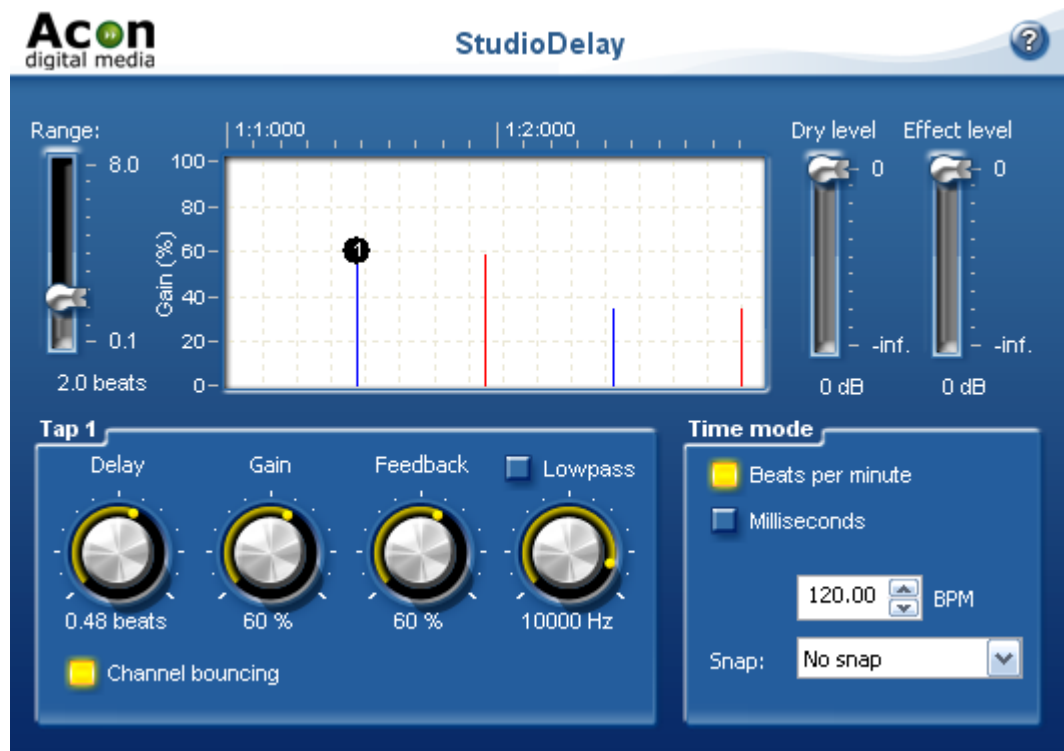 Acon
digital media
StudioDelay
?
Range:
8.0
0.1
2.0 beats
1:1:000
1:2:000
Gain (%)
100
80
60
40
20
0
1
Dry level
0
-inf.
0 dB
Effect level
0
-inf.
0 dB
Tap 1
Delay
Gain
Feedback
Lowpass
0.48 beats
60 %
60 %
10000 Hz
Channel bouncing
Time mode
Beats per minute
Milliseconds
120.00
BPM
Snap:
No snap